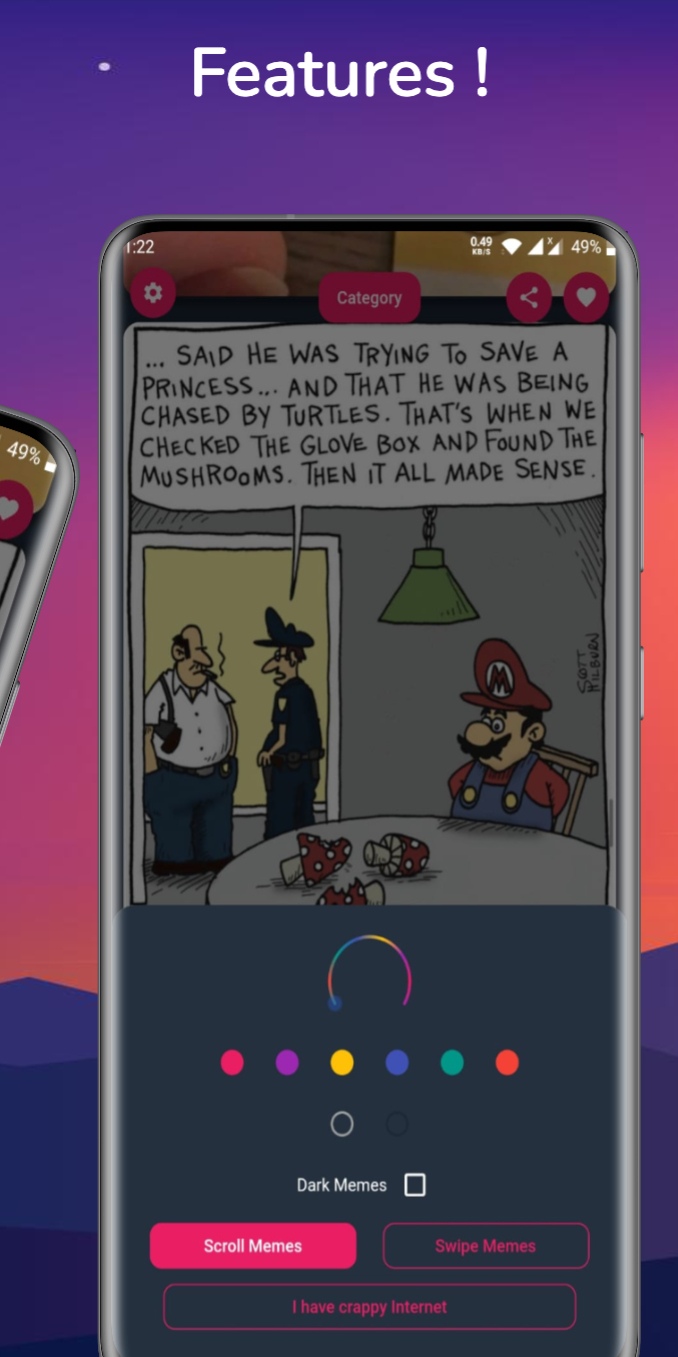 Features !
1:22
0.49
KB/S
X
49%
49%
Category
... SAID HE WAS TRYING TO SAVE A
PRINCESS... AND THAT HE WAS BEING
CHASED BY TURTLES. THAT'S WHEN WE
CHECKED THE GLOVE BOX AND FOUND THE
MUSHROOMS. THEN IT ALL MADE SENSE.
SCOTT
HILBURN
M
Dark Memes
Scroll Memes
Swipe Memes
I have crappy Internet